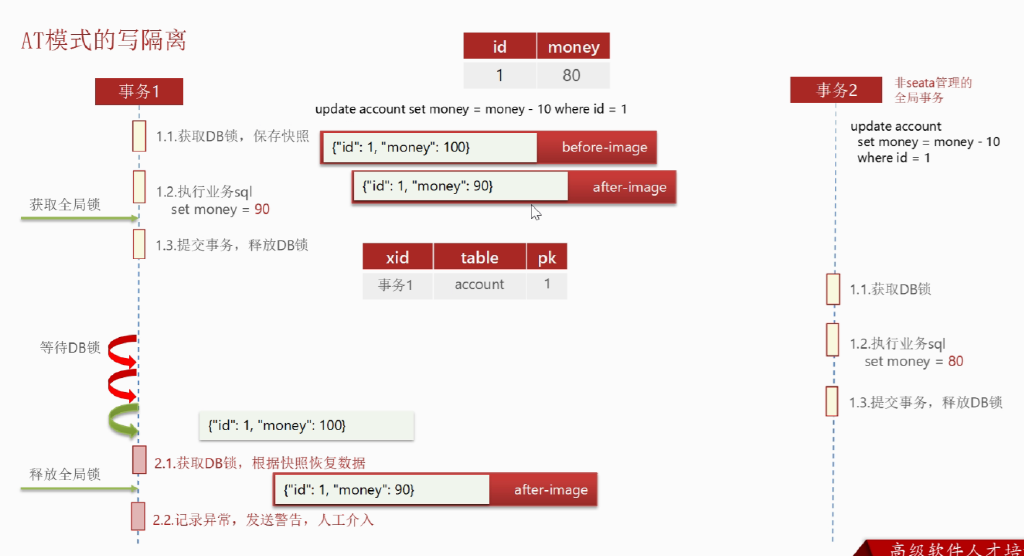 AT模式的写隔离
id money
1 80
事务1
update account set money = money - 10 where id = 1
1.1.获取DB锁，保存快照
{"id": 1, "money": 100} before-image
1.2.执行业务sql
set money = 90
{"id": 1, "money": 90} after-image
获取全局锁
1.3.提交事务，释放DB锁
xid table pk
事务1 account 1
等待DB锁
{"id": 1, "money": 100}
2.1.获取DB锁，根据快照恢复数据
释放全局锁
{"id": 1, "money": 90} after-image
2.2.记录异常，发送警告，人工介入
事务2
非seata管理的
全局事务
update account
set money = money - 10
where id = 1
1.1.获取DB锁
1.2.执行业务sql
set money = 80
1.3.提交事务，释放DB锁
高级软件人才培